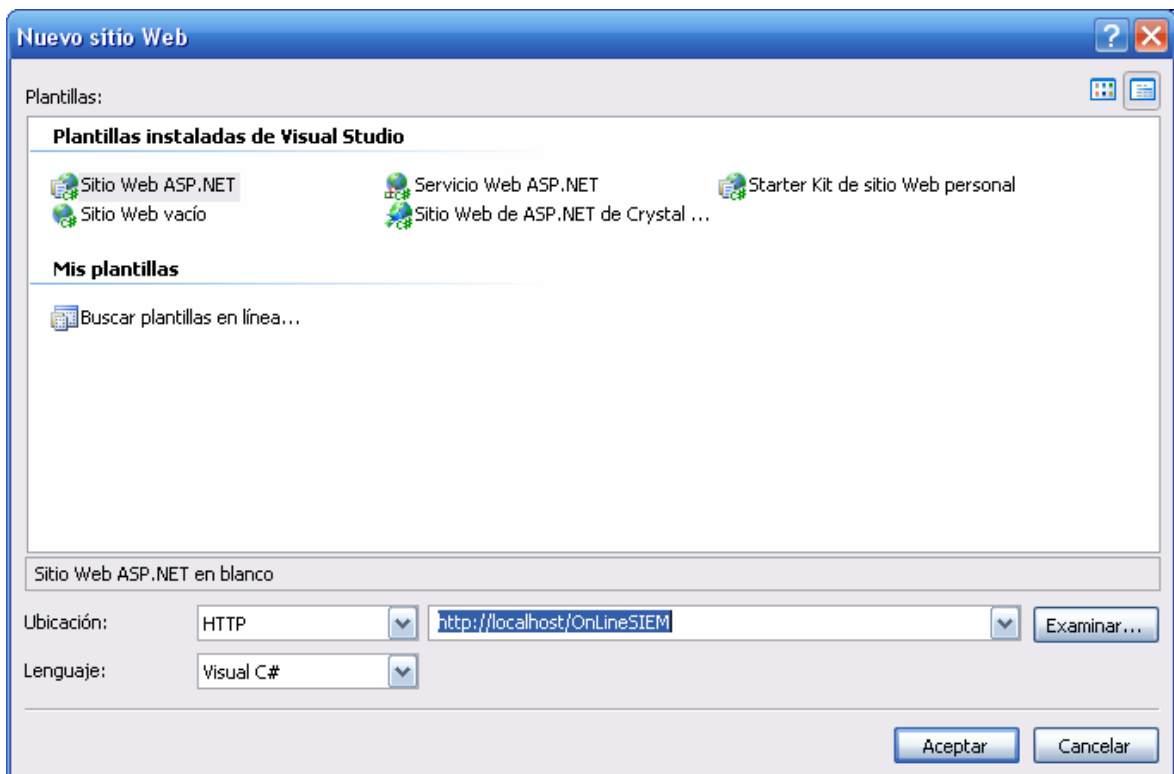 Nuevo sitio Web
Plantillas:
Plantillas instaladas de Visual Studio
Sitio Web ASP.NET
Servicio Web ASP.NET
Starter Kit de sitio Web personal
Sitio Web vacío
Sitio Web de ASP.NET de Crystal ...
Mis plantillas
Buscar plantillas en línea...
Sitio Web ASP.NET en blanco
Ubicación:
HTTP
http://localhost/OnLineSIEM
Examinar...
Lenguaje:
Visual C#
Aceptar
Cancelar